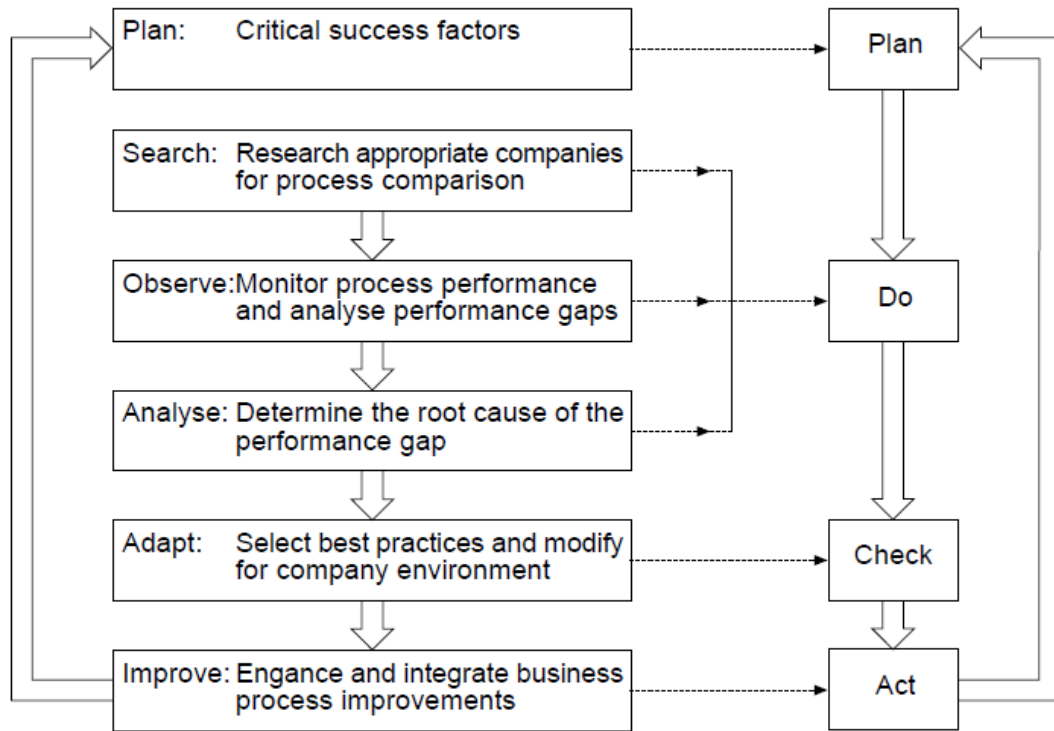 Plan: Critical success factors
Plan
Search: Research appropriate companies
for process comparison
Observe: Monitor process performance
and analyse performance gaps
Do
Analyse: Determine the root cause of the
performance gap
Adapt: Select best practices and modify
for company environment
Check
Improve: Engance and integrate business
process improvements
Act